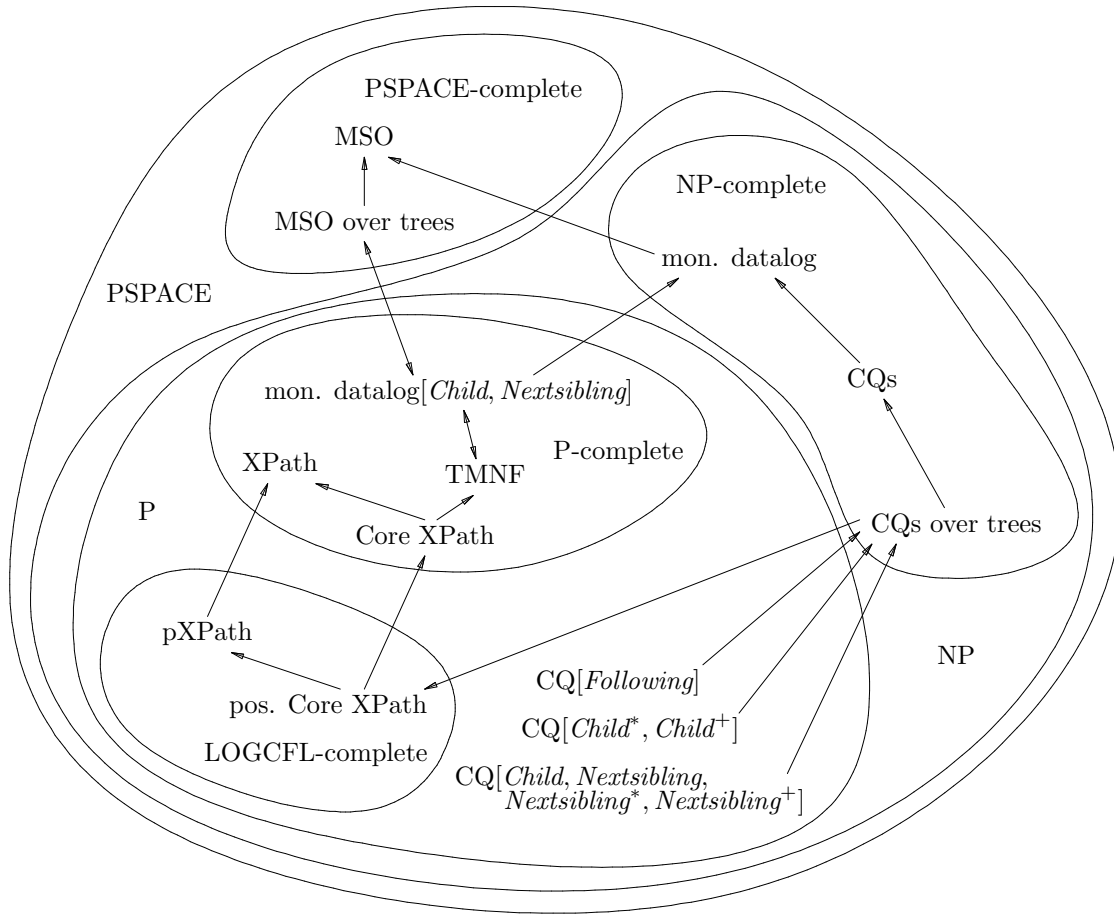 PSPACE-complete
MSO
NP-complete
MSO over trees
mon. datalog
PSPACE
CQs
mon. datalog[Child, Nextsibling]
P-complete
XPath
TMNF
P
CQs over trees
Core XPath
pXPath
NP
CQ[Following]
pos. Core XPath
CQ[Child*, Child⁺]
LOGCFL-complete
CQ[Child, Nextsibling,
Nextsibling*, Nextsibling⁺]